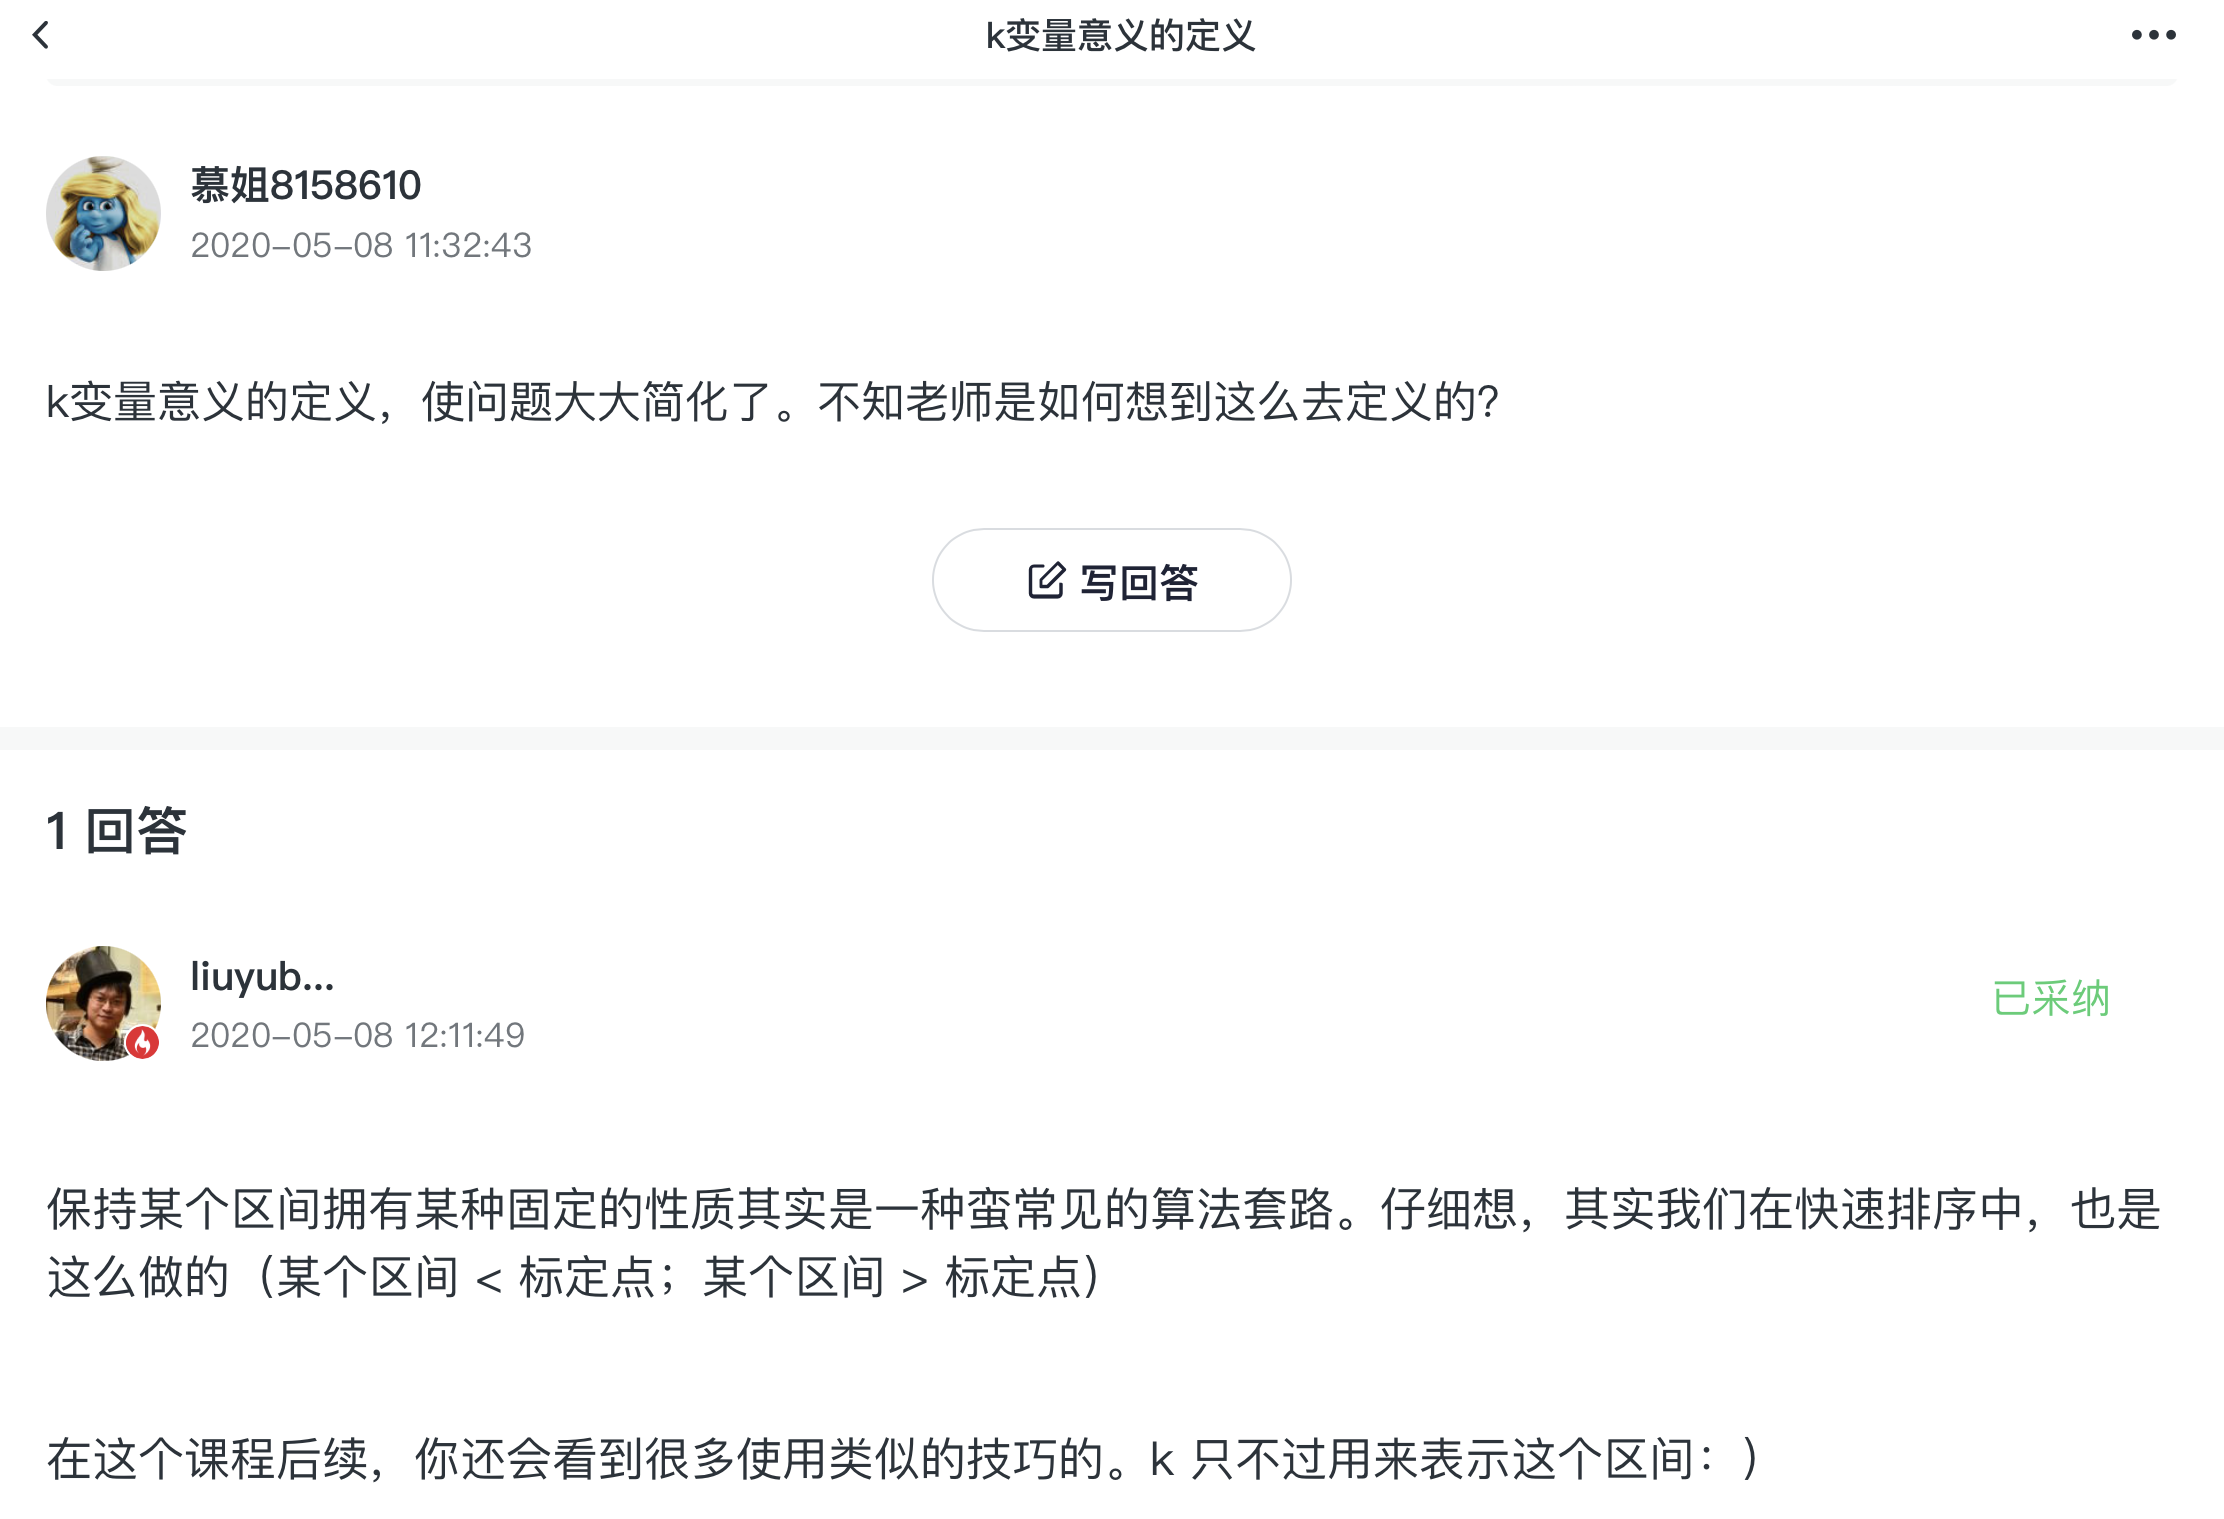 k变量意义的定义
慕姐8158610
2020-05-08 11:32:43
k变量意义的定义，使问题大大简化了。不知老师是如何想到这么去定义的?
写回答
1 回答
liuyub...
2020-05-08 12:11:49
已采纳
保持某个区间拥有某种固定的性质其实是一种蛮常见的算法套路。仔细想，其实我们在快速排序中，也是
这么做的（某个区间 < 标定点；某个区间 > 标定点）
在这个课程后续，你还会看到很多使用类似的技巧的。k 只不过用来表示这个区间：）